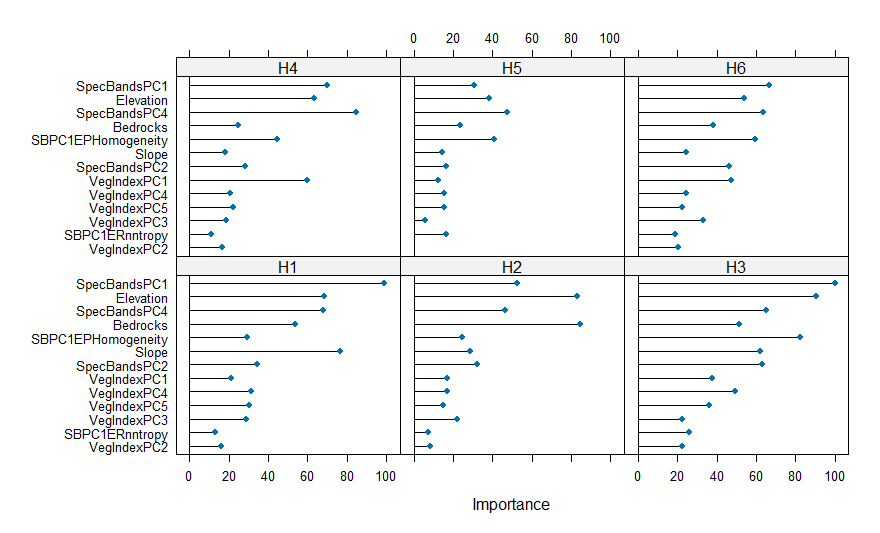 0 20 40 60 80 100
H4 H5 H6
SpecBandsPC1
Elevation
SpecBandsPC4
Bedrocks
SBPC1EPHomogeneity
Slope
SpecBandsPC2
VegIndexPC1
VegIndexPC4
VegIndexPC5
VegIndexPC3
SBPC1ERnntropy
VegIndexPC2
H1 H2 H3
SpecBandsPC1
Elevation
SpecBandsPC4
Bedrocks
SBPC1EPHomogeneity
Slope
SpecBandsPC2
VegIndexPC1
VegIndexPC4
VegIndexPC5
VegIndexPC3
SBPC1ERnntropy
VegIndexPC2
0 20 40 60 80 100 0 20 40 60 80 100
Importance